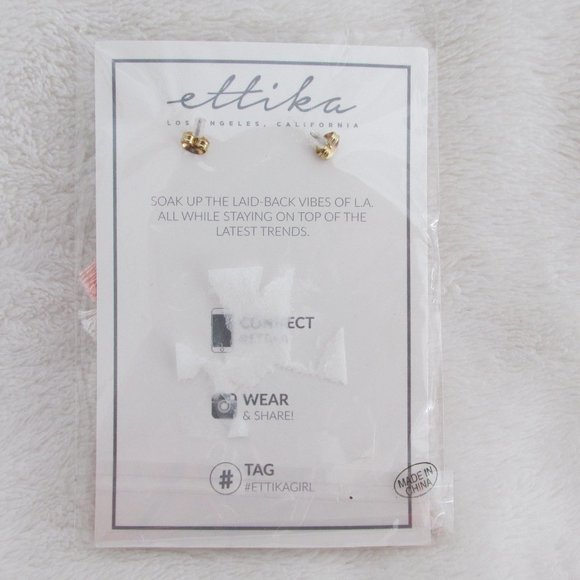 ettika
LOS ANGELES, CALIFORNIA
SOAK UP THE LAID-BACK VIBES OF L.A.
ALL WHILE STAYING ON TOP OF THE
LATEST TRENDS.
CONNECT
WEAR
& SHARE!
# TAG
#ETTIKAGIRL
MADE IN
CHINA